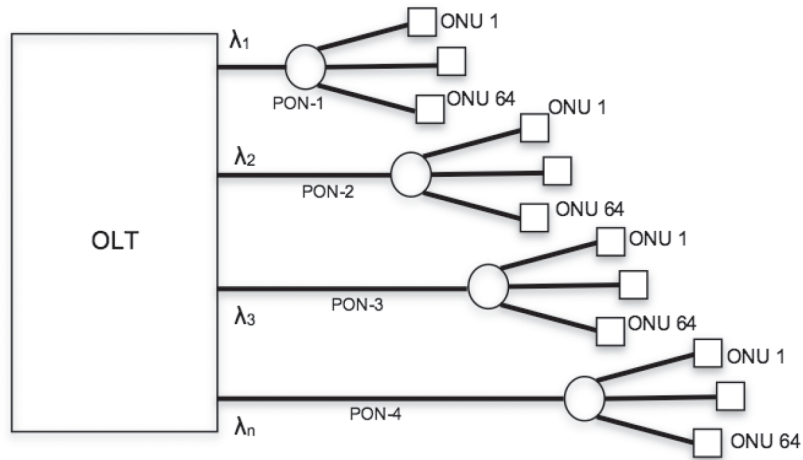 λ1
ONU 1
PON-1
ONU 64
λ2
ONU 1
PON-2
ONU 64
OLT
ONU 1
PON-3
λ3
ONU 64
ONU 1
PON-4
λn
ONU 64